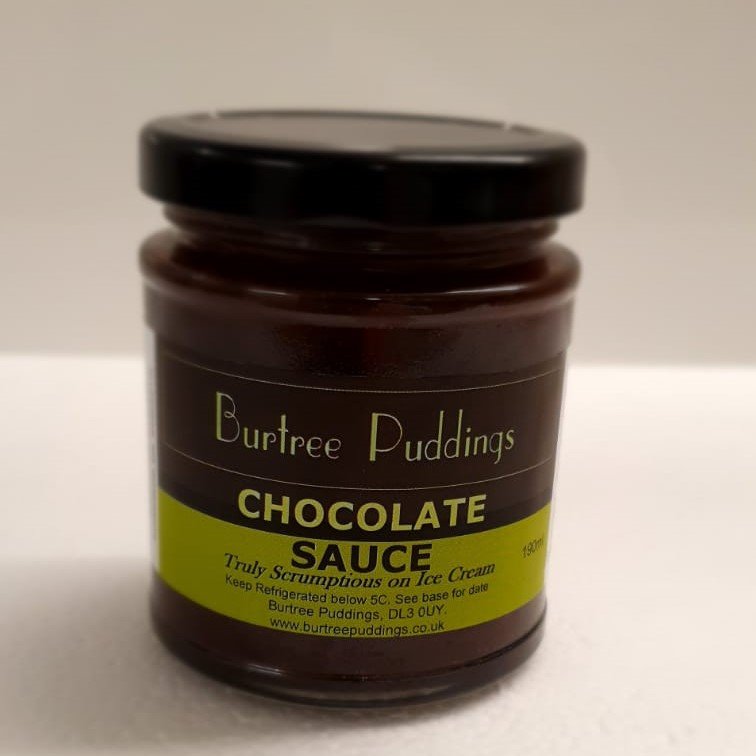 Burtree Puddings
CHOCOLATE
SAUCE
190ml
Truly Scrumptious on Ice Cream
Keep Refrigerated below 5C. See base for date
Burtree Puddings, DL3 0UY.
www.burtreepuddings.co.uk